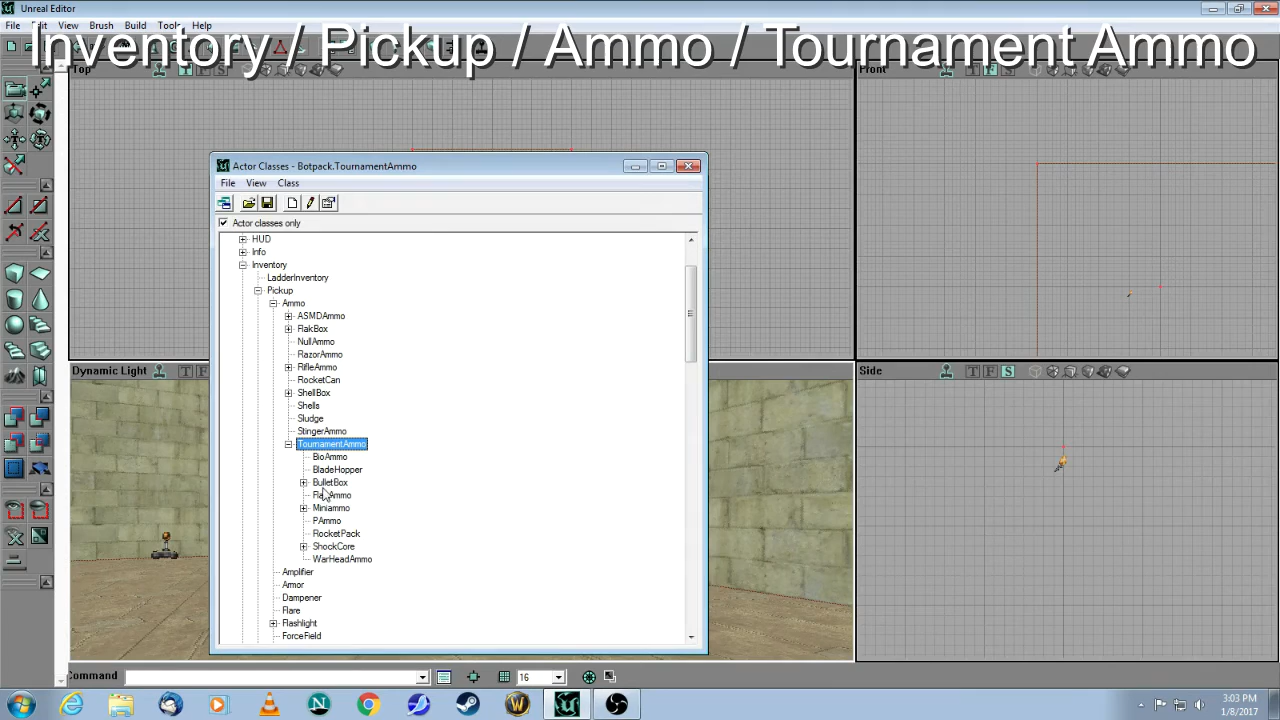 Unreal Editor
File Edit View Brush Build Tools Help
Inventory / Pickup / Ammo / Tournament Ammo
Top
Front
Actor Classes - Botpack.TournamentAmmo
File View Class
Actor classes only
HUD
Info
Inventory
LadderInventory
Pickup
Ammo
ASMDAmmo
FlakBox
NullAmmo
RazorAmmo
RifleAmmo
RocketCan
ShellBox
Shells
Sludge
StingerAmmo
TournamentAmmo
BioAmmo
BladeHopper
BulletBox
FlakAmmo
Miniammo
PAmmo
RocketPack
ShockCore
WarHeadAmmo
Amplifier
Armor
Dampener
Flare
Flashlight
ForceField
Dynamic Light T F
Side T F S
Command 16
3:03 PM
1/8/2017